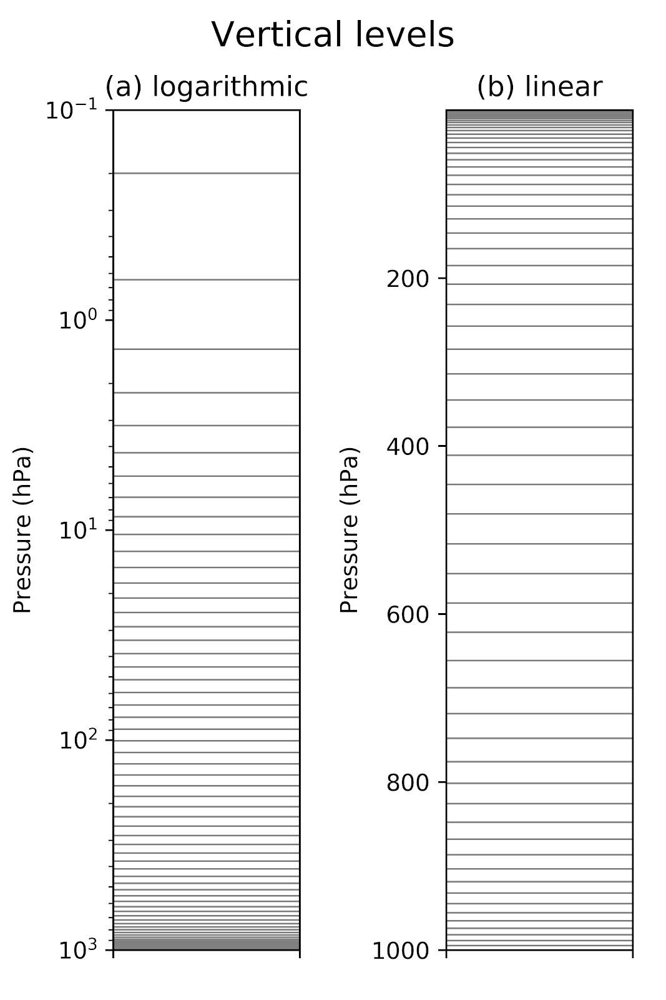 Vertical levels
(a) logarithmic
(b) linear
10⁻¹
10⁰
10¹
10²
10³
Pressure (hPa)
200
400
600
800
1000
Pressure (hPa)